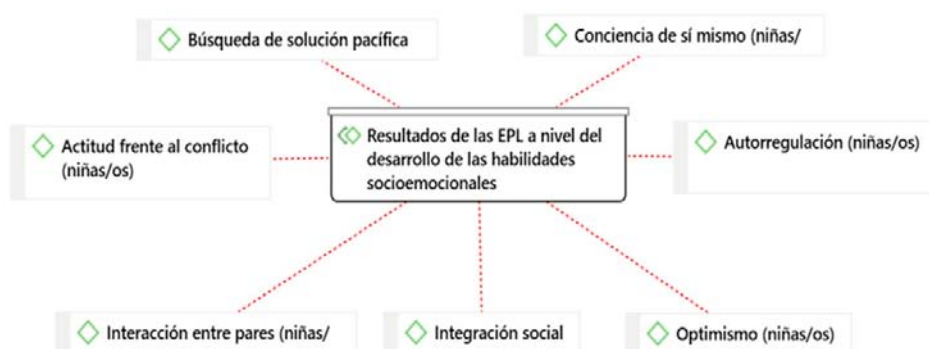 Búsqueda de solución pacífica
Conciencia de sí mismo (niñas/
Actitud frente al conflicto
(niñas/os)
Resultados de las EPL a nivel del
desarrollo de las habilidades
socioemocionales
Autorregulación (niñas/os)
Interacción entre pares (niñas/
Integración social
Optimismo (niñas/os)